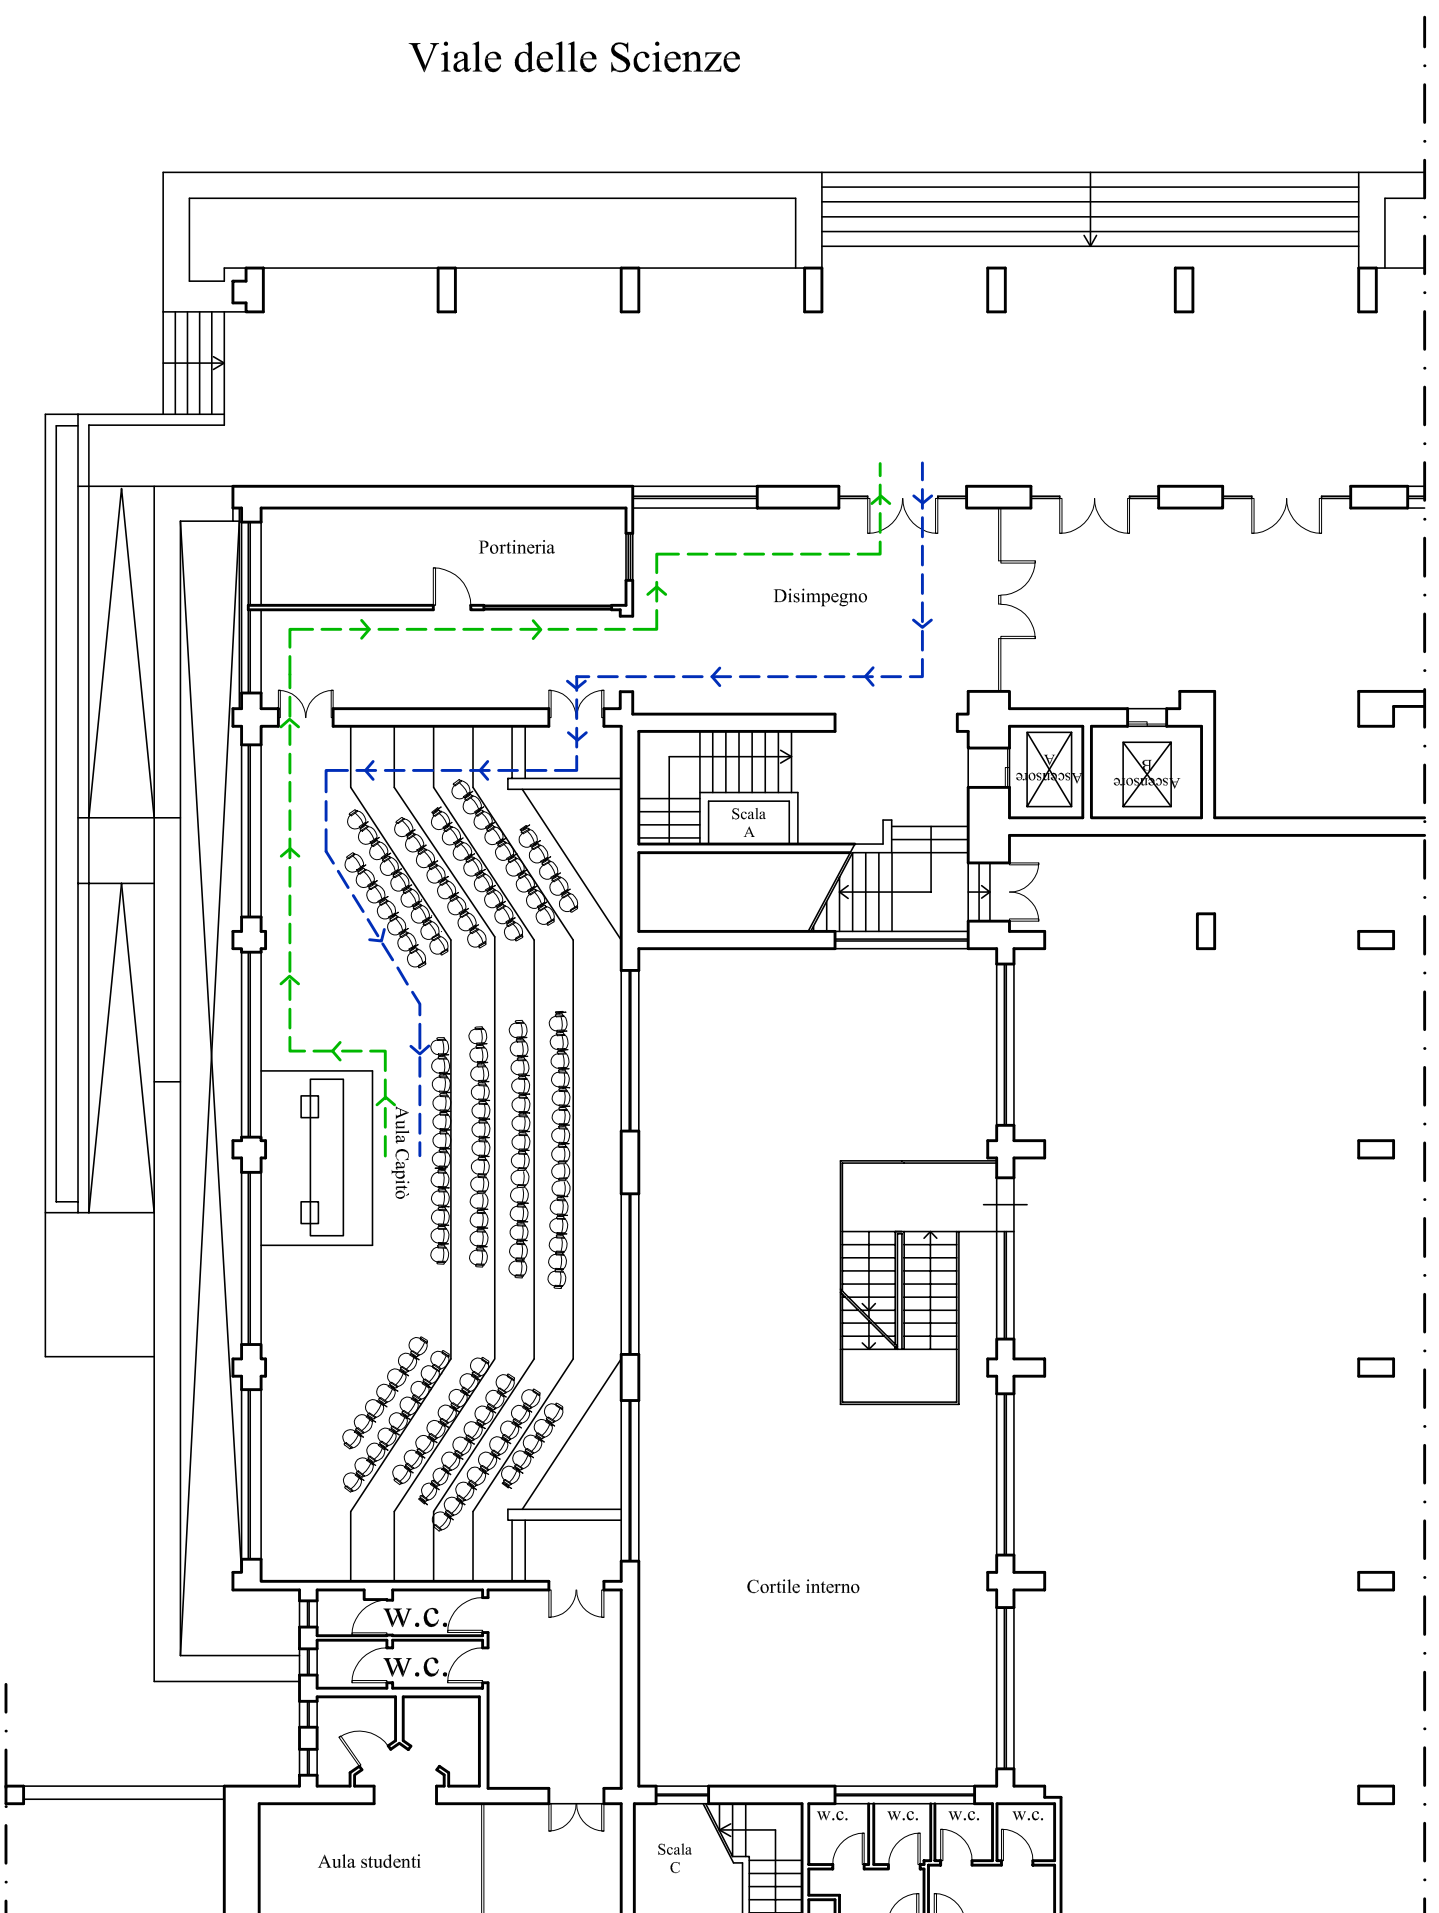 Viale delle Scienze
Portineria
Disimpegno
Ascensore
A
Ascensore
B
Scala
A
Aula Capitò
Cortile interno
w.c.
w.c.
w.c.
w.c.
w.c.
w.c.
Scala
C
Aula studenti